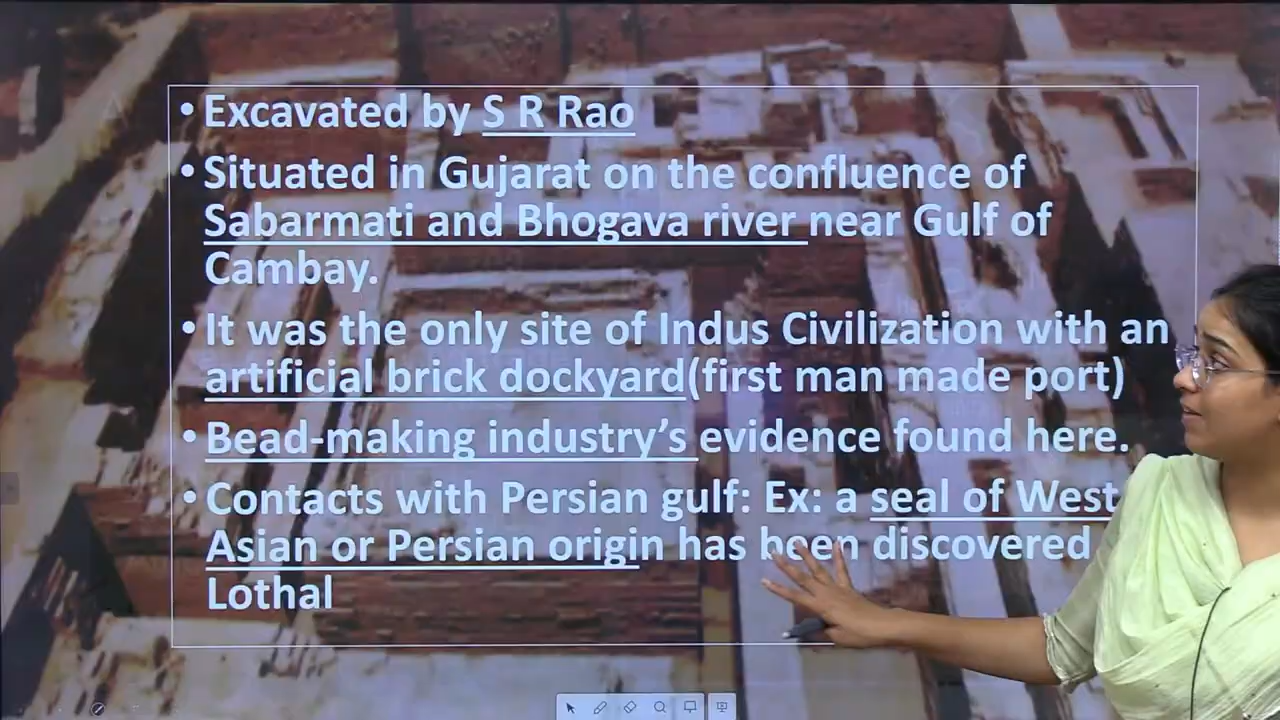 • Excavated by S R Rao
• Situated in Gujarat on the confluence of
Sabarmati and Bhogava river near Gulf of
Cambay.
• It was the only site of Indus Civilization with an
artificial brick dockyard(first man made port)
• Bead-making industry's evidence found here.
• Contacts with Persian gulf: Ex: a seal of West
Asian or Persian origin has been discovered
Lothal